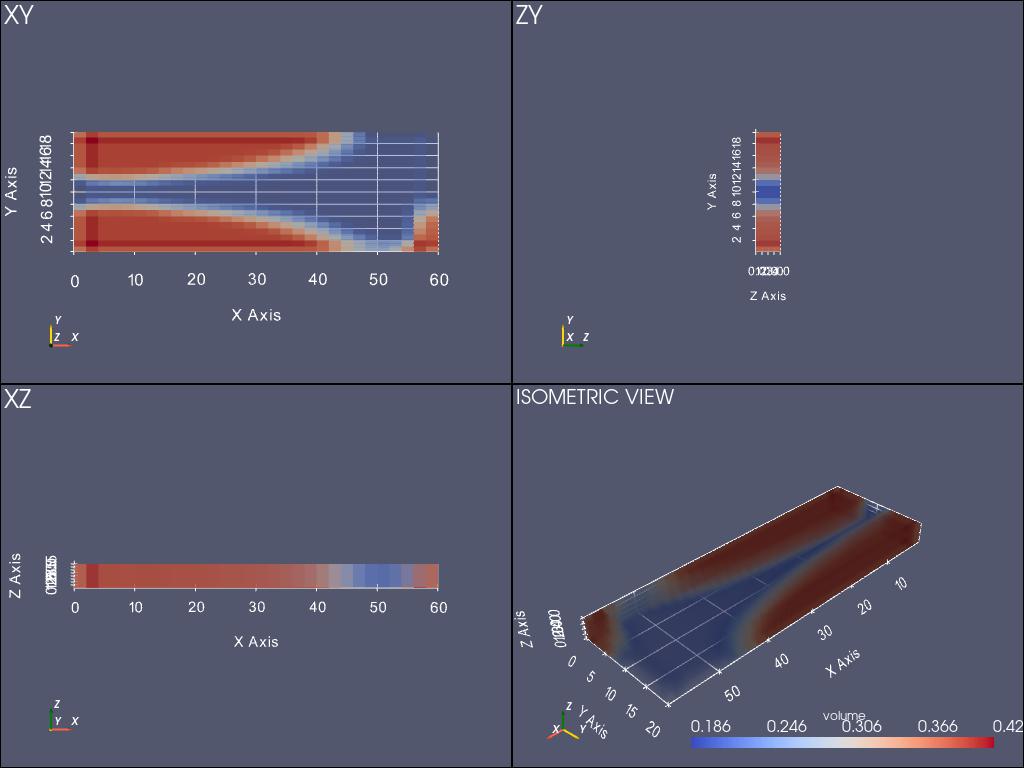 XY
Y Axis
2 4 6 8 10 12 14 16 18
0 10 20 30 40 50 60
X Axis
Y
Z X
ZY
Y Axis
2 4 6 8 10 12 14 16 18
Z Axis
Y
X Z
XZ
Z Axis
0 10 20 30 40 50 60
X Axis
Z
Y X
ISOMETRIC VIEW
Z Axis
0 5 10 15 20
Y Axis
50 40 30 20 10
X Axis
Z
X Y
volume
0.186 0.246 0.306 0.366 0.42